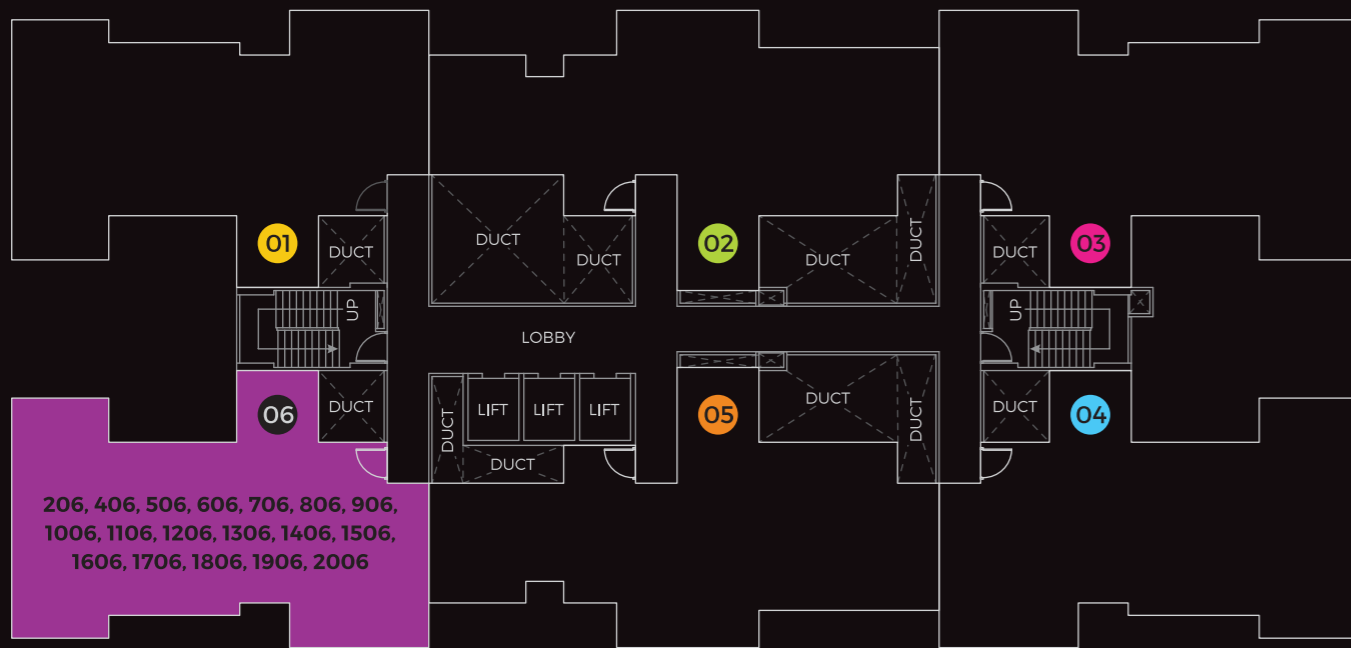 DUCT
DUCT
01
DUCT
DUCT
02
DUCT
DUCT
DUCT
03
UP
LOBBY
UP
06
DUCT
DUCT
LIFT
LIFT
LIFT
DUCT
05
DUCT
DUCT
DUCT
04
206, 406, 506, 606, 706, 806, 906,
1006, 1106, 1206, 1306, 1406, 1506,
1606, 1706, 1806, 1906, 2006